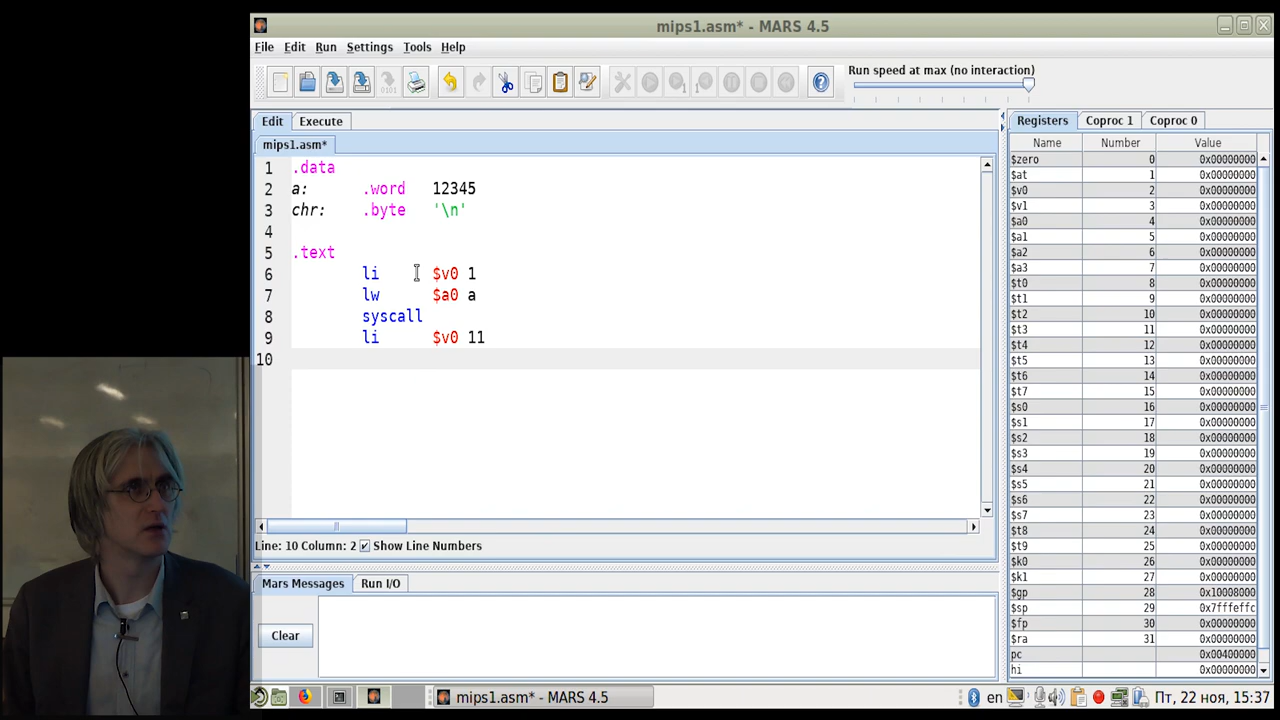 mips1.asm* - MARS 4.5
File Edit Run Settings Tools Help
Run speed at max (no interaction)
Edit Execute
mips1.asm*
1 .data
2 a: .word 12345
3 chr: .byte '\n'
4
5 .text
6 li $v0 1
7 lw $a0 a
8 syscall
9 li $v0 11
10
Line: 10 Column: 2 Show Line Numbers
Mars Messages Run I/O
Clear
Registers Coproc 1 Coproc 0
Name Number Value
$zero 0 0x00000000
$at 1 0x00000000
$v0 2 0x00000000
$v1 3 0x00000000
$a0 4 0x00000000
$a1 5 0x00000000
$a2 6 0x00000000
$a3 7 0x00000000
$t0 8 0x00000000
$t1 9 0x00000000
$t2 10 0x00000000
$t3 11 0x00000000
$t4 12 0x00000000
$t5 13 0x00000000
$t6 14 0x00000000
$t7 15 0x00000000
$s0 16 0x00000000
$s1 17 0x00000000
$s2 18 0x00000000
$s3 19 0x00000000
$s4 20 0x00000000
$s5 21 0x00000000
$s6 22 0x00000000
$s7 23 0x00000000
$t8 24 0x00000000
$t9 25 0x00000000
$k0 26 0x00000000
$k1 27 0x00000000
$gp 28 0x10008000
$sp 29 0x7fffeffc
$fp 30 0x00000000
$ra 31 0x00000000
pc 0x00400000
hi 0x00000000
mips1.asm* - MARS 4.5
en Пт, 22 ноя, 15:37